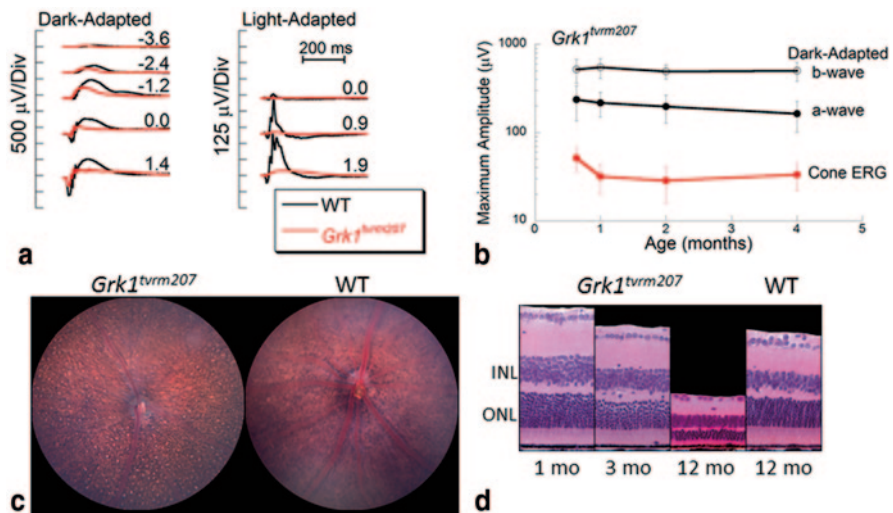 a
Dark-Adapted
500 μV/Div
-3.6
-2.4
-1.2
0.0
1.4
Light-Adapted
125 μV/Div
200 ms
0.0
0.9
1.9
WT
Grk1tvrm207
b
Grk1tvrm207
Maximum Amplitude (μV)
1000
100
10
Dark-Adapted
b-wave
a-wave
Cone ERG
0 1 2 3 4 5
Age (months)
c
Grk1tvrm207 WT
d
Grk1tvrm207 WT
INL
ONL
1 mo 3 mo 12 mo 12 mo